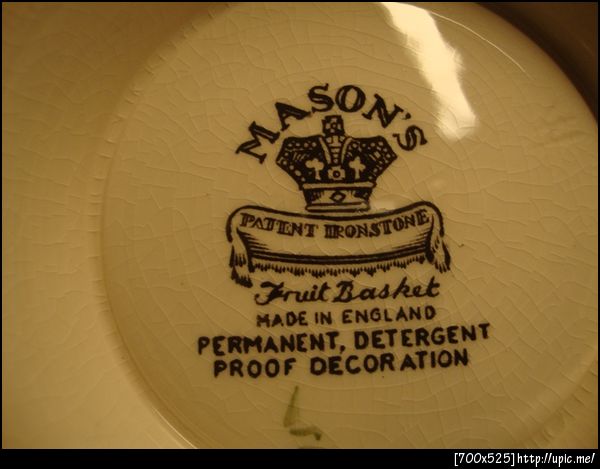 MASON'S
PATENT IRONSTONE
Fruit Basket
MADE IN ENGLAND
PERMANENT, DETERGENT
PROOF DECORATION
[700x525]http://upic.me/